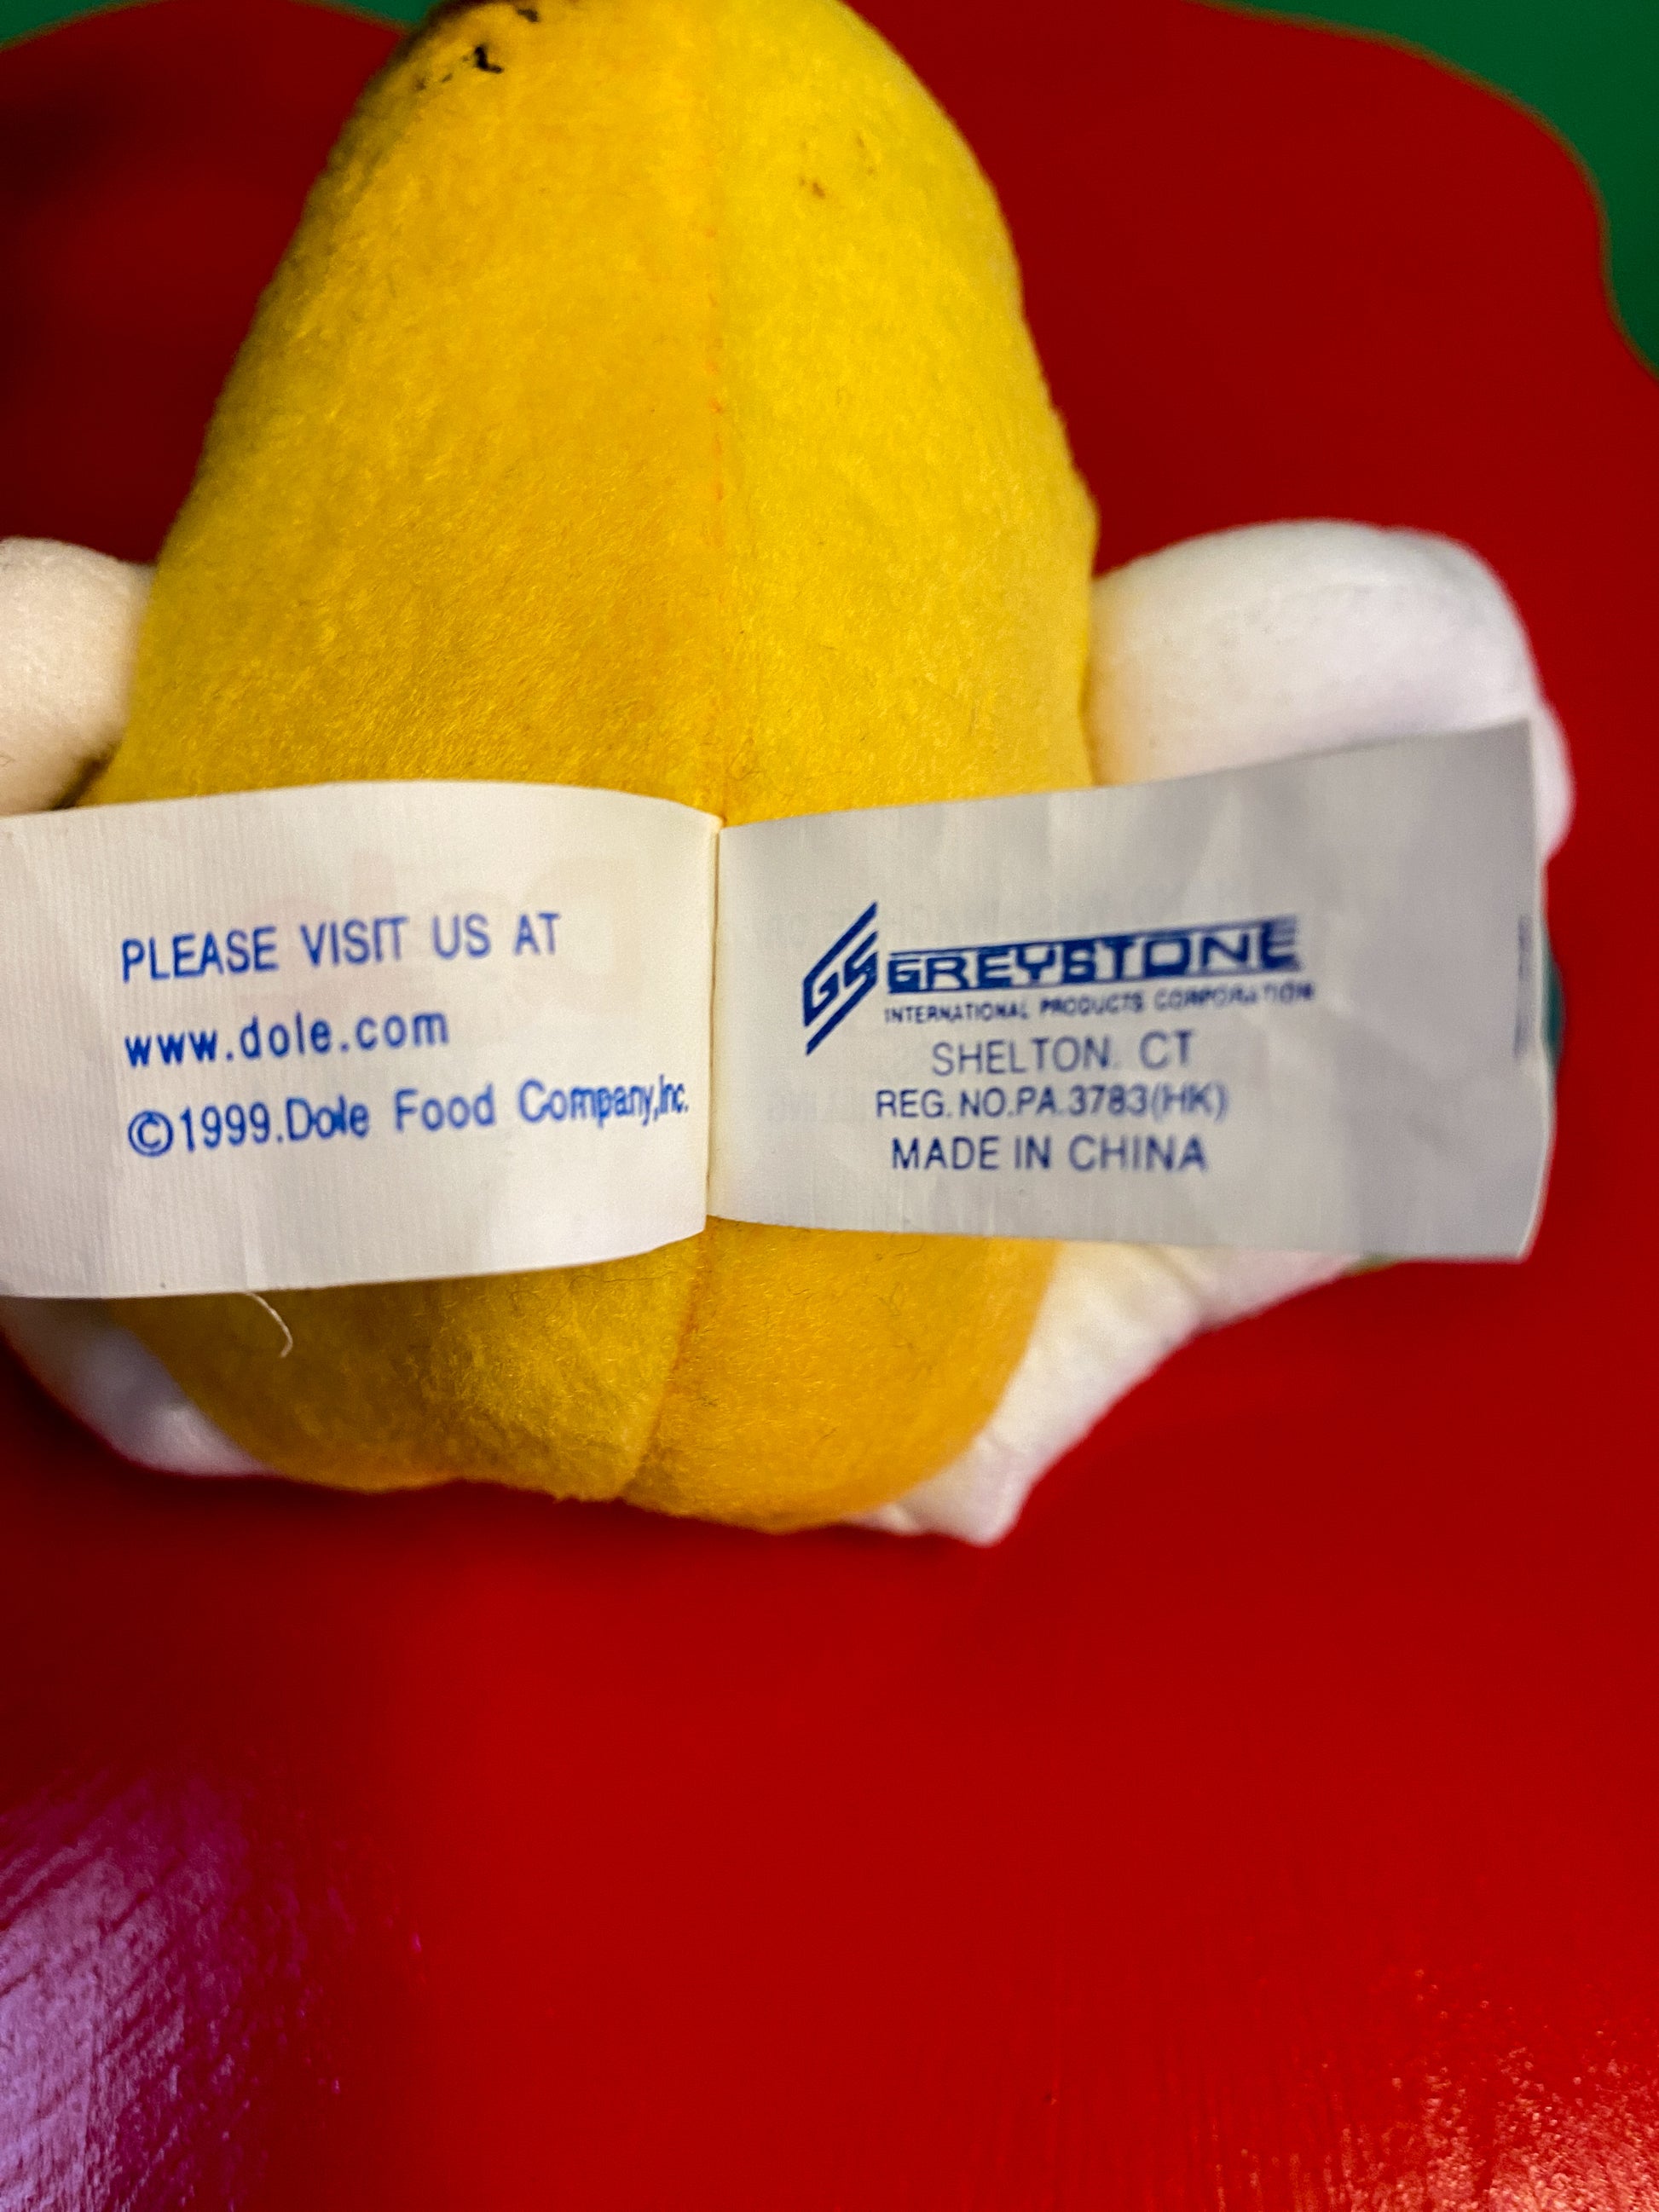 PLEASE VISIT US AT
www.dole.com
©1999.Dole Food Company,Inc.
GS GREYSTONE
INTERNATIONAL PRODUCTS CORPORATION
SHELTON. CT
REG.NO.PA.3783(HK)
MADE IN CHINA